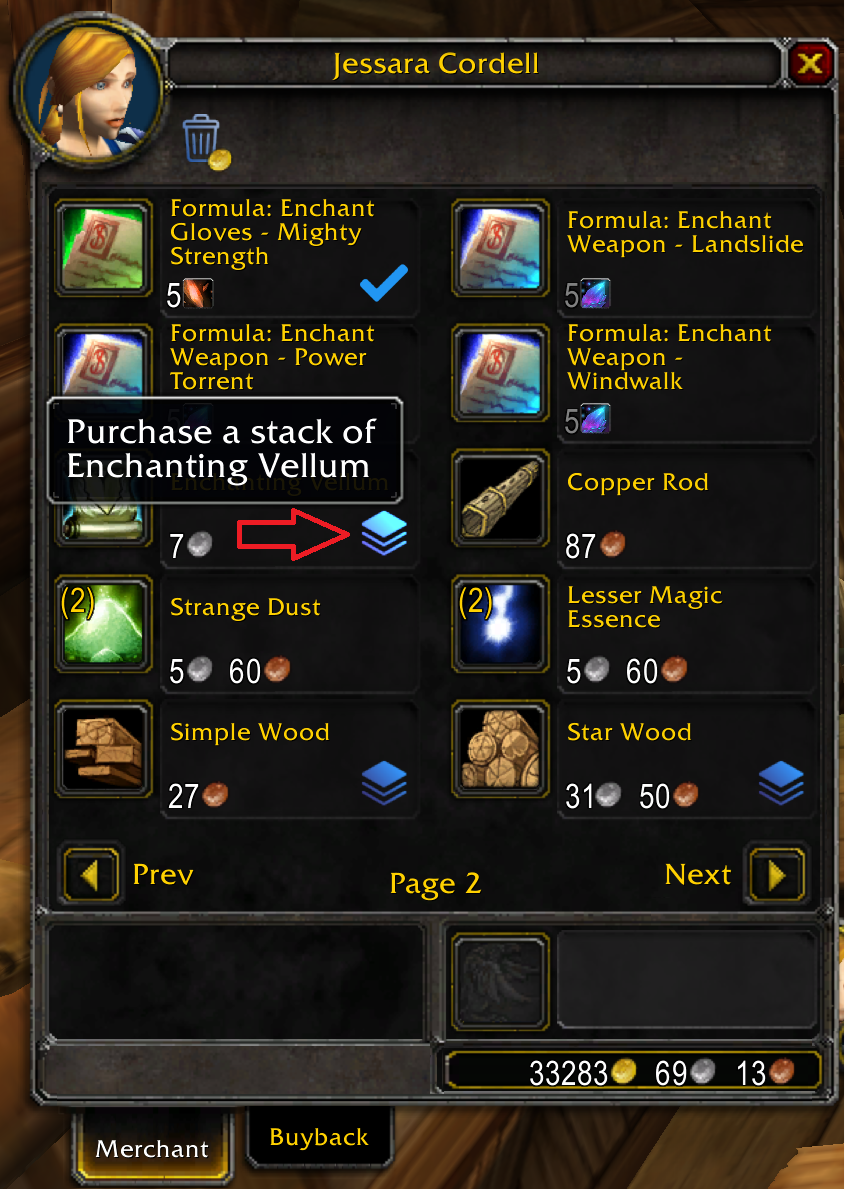 Jessara Cordell
Formula: Enchant
Gloves - Mighty
Strength
5
Formula: Enchant
Weapon - Landslide
5
Formula: Enchant
Weapon - Power
Torrent
Formula: Enchant
Weapon -
Windwalk
5
Purchase a stack of
Enchanting Vellum
Enchanting Vellum
7
Copper Rod
87
(2)
Strange Dust
5 60
(2)
Lesser Magic
Essence
5 60
Simple Wood
27
Star Wood
31 50
Prev
Page 2
Next
33283 69 13
Merchant
Buyback